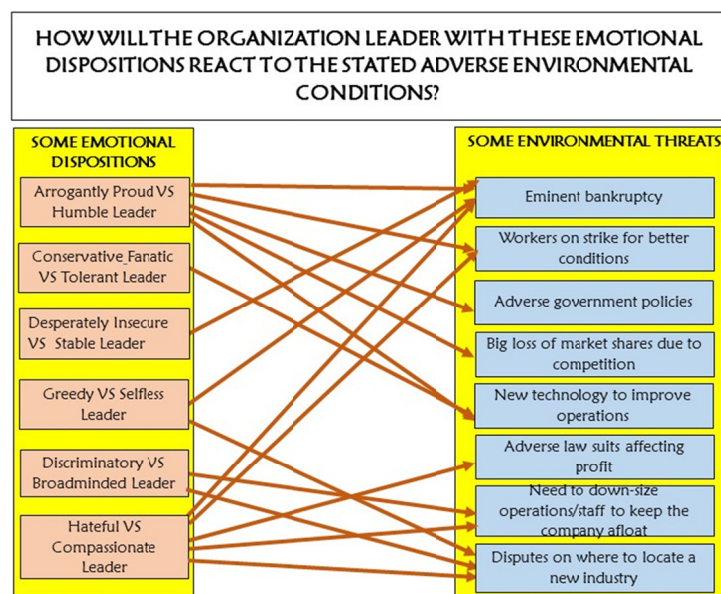 HOW WILL THE ORGANIZATION LEADER WITH THESE EMOTIONAL
DISPOSITIONS REACT TO THE STATED ADVERSE ENVIRONMENTAL
CONDITIONS?
SOME EMOTIONAL
DISPOSITIONS
Arrogantly Proud VS
Humble Leader
Conservative_Fanatic
VS Tolerant Leader
Desperately Insecure
VS Stable Leader
Greedy VS Selfless
Leader
Discriminatory VS
Broadminded Leader
Hateful VS
Compassionate
Leader
SOME ENVIRONMENTAL THREATS
Eminent bankruptcy
Workers on strike for better
conditions
Adverse government policies
Big loss of market shares due to
competition
New technology to improve
operations
Adverse law suits affecting
profit
Need to down-size
operations/staff to keep the
company afloat
Disputes on where to locate a
new industry